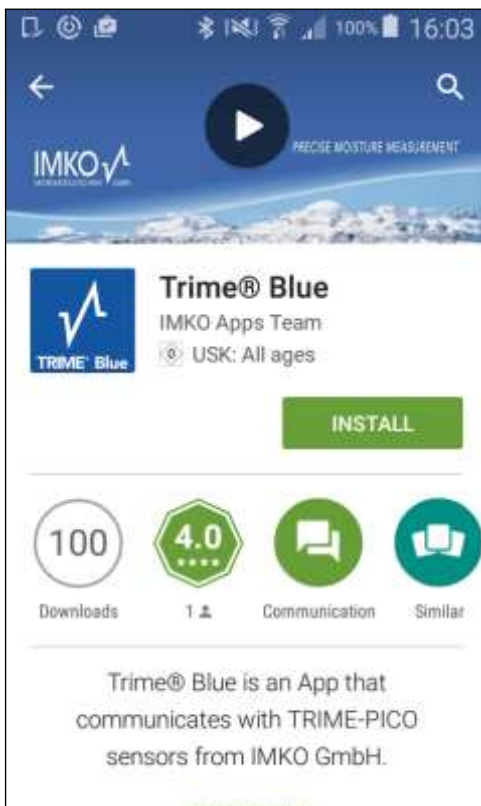 100% 16:03
PRECISE MOISTURE MEASUREMENT
IMKO
TRIME® Blue
Trime® Blue
IMKO Apps Team
0 USK: All ages
INSTALL
100
4.0
Downloads
1
Communication
Similar
Trime® Blue is an App that
communicates with TRIME-PICO
sensors from IMKO GmbH.